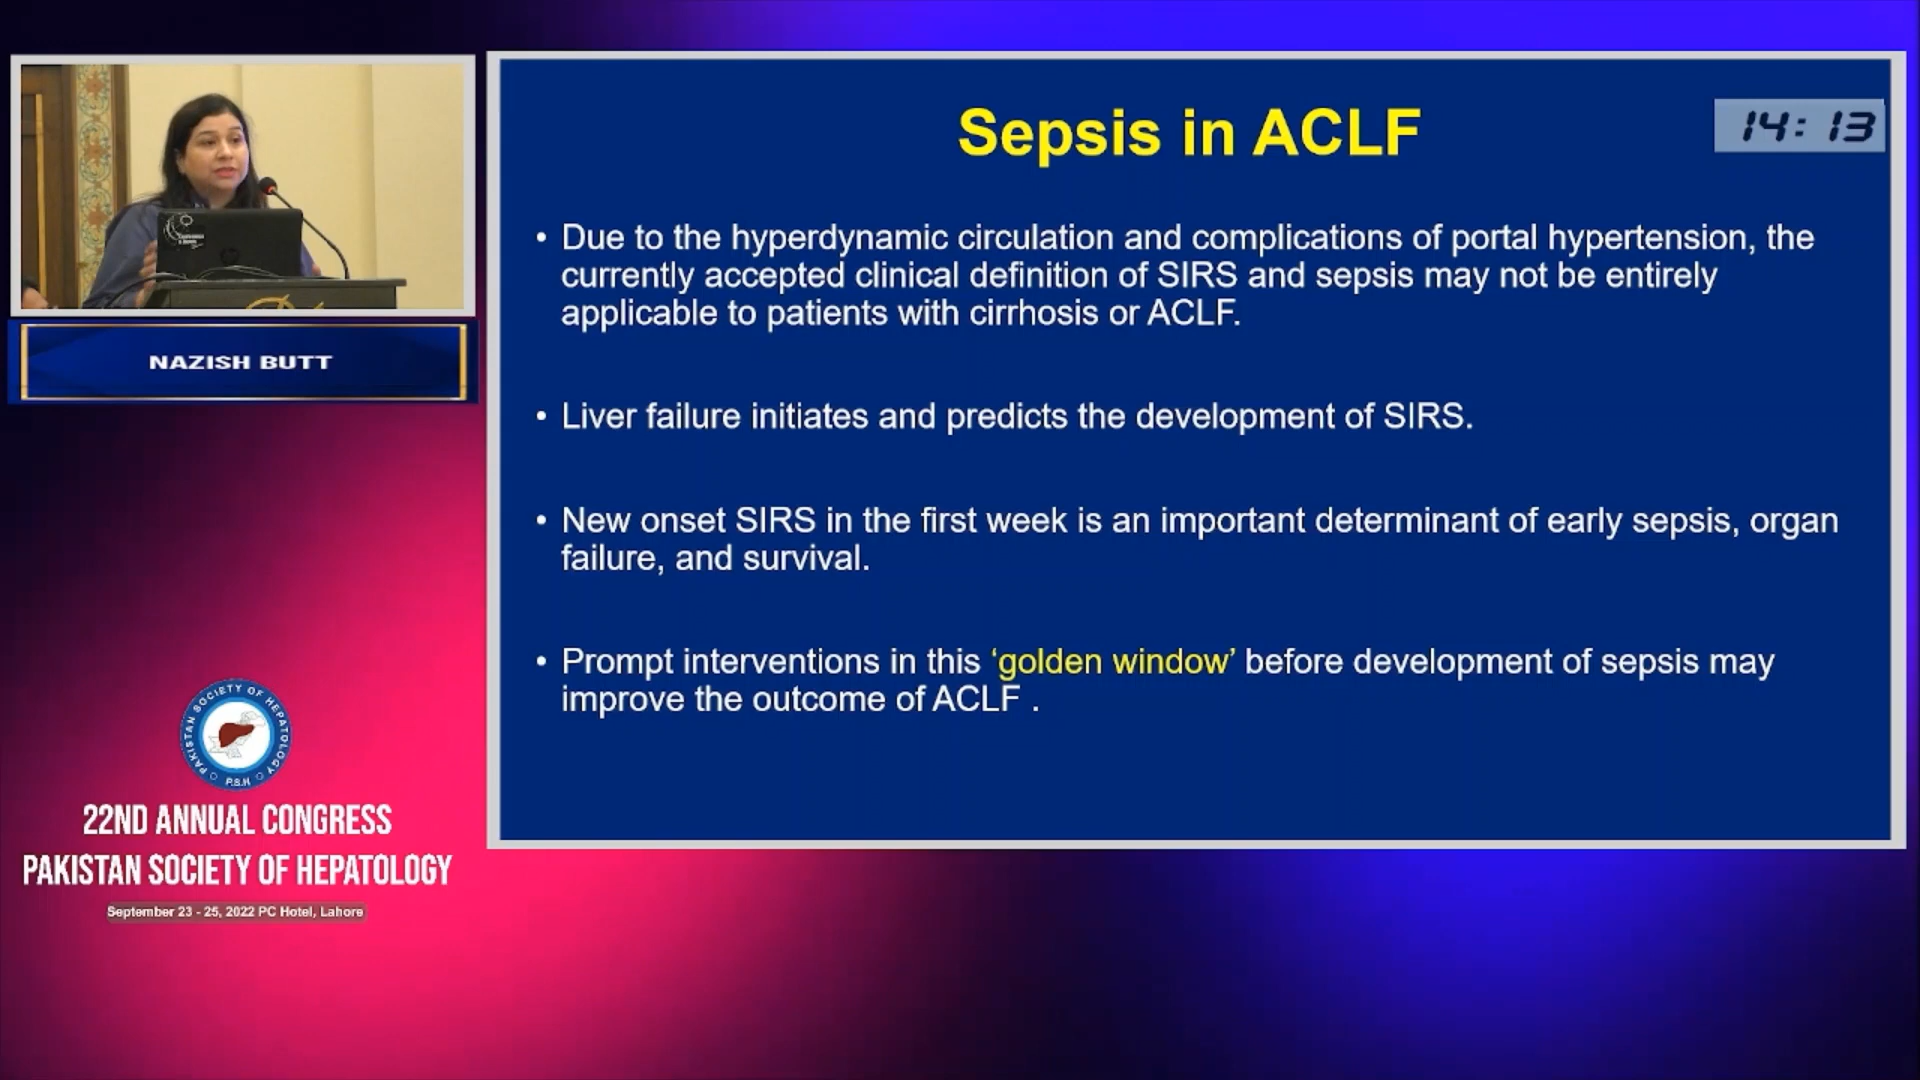 Sepsis in ACLF
14:13
• Due to the hyperdynamic circulation and complications of portal hypertension, the
currently accepted clinical definition of SIRS and sepsis may not be entirely
applicable to patients with cirrhosis or ACLF.
• Liver failure initiates and predicts the development of SIRS.
• New onset SIRS in the first week is an important determinant of early sepsis, organ
failure, and survival.
• Prompt interventions in this ‘golden window’ before development of sepsis may
improve the outcome of ACLF .
NAZISH BUTT
PAKISTAN SOCIETY OF HEPATOLOGY
P.S.H
22ND ANNUAL CONGRESS
PAKISTAN SOCIETY OF HEPATOLOGY
September 23 - 25, 2022 PC Hotel, Lahore